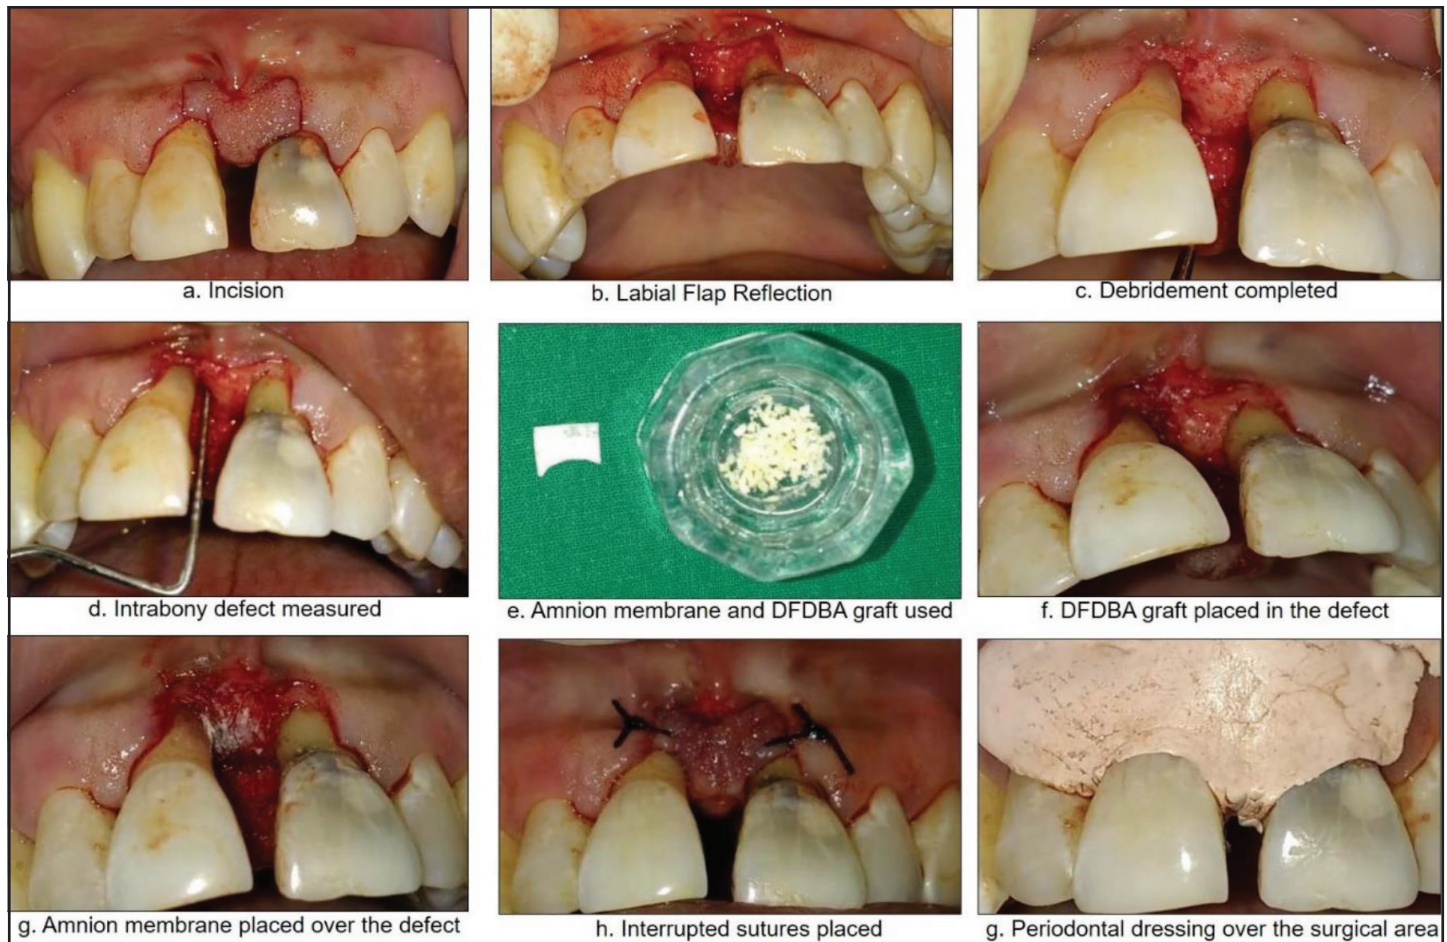 a. Incision
b. Labial Flap Reflection
c. Debridement completed
d. Intrabony defect measured
e. Amnion membrane and DFDBA graft used
f. DFDBA graft placed in the defect
g. Amnion membrane placed over the defect
h. Interrupted sutures placed
g. Periodontal dressing over the surgical area